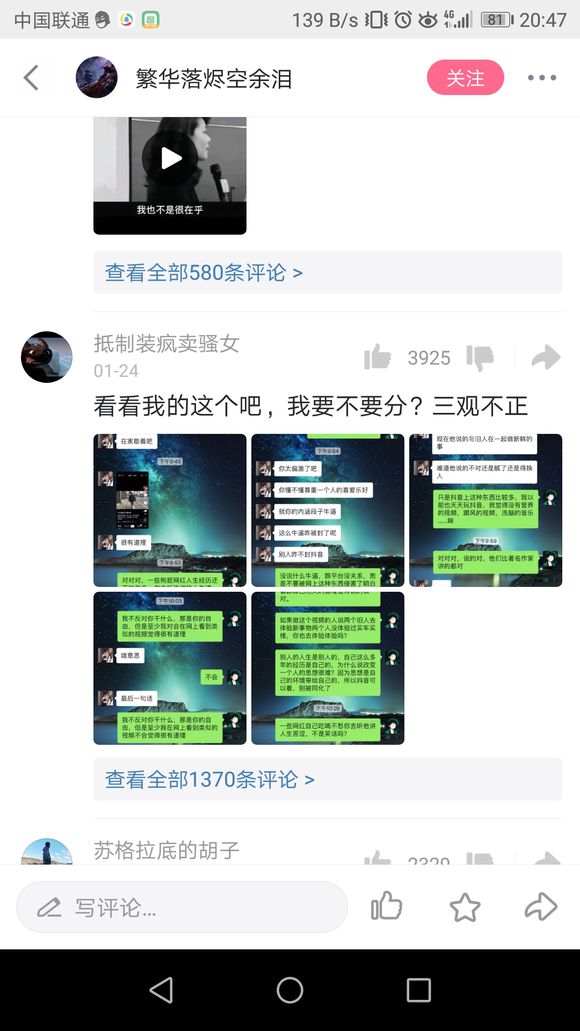 中国联通
139 B/s
4G
81
20:47
繁华落烬空余泪
关注
我也不是很在乎
查看全部580条评论 >
抵制装疯卖骚女
01-24
3925
看看我的这个吧，我要不要分？三观不正
在家歇着吧
下午9:45
很有道理
下午9:53
对对对，一些狗屁网红人生经历还
下午9:54
你太偏激了吧
你懂不懂尊重一个人的喜爱乐好
就你的内涵段子牛逼
这么牛逼咋被封了呢
别人咋不封抖音
没说什么牛逼，跟平台没关系，而
是不要被网上这种东西侵害了明白
现在他说的与旧人在一起做新鲜的
事
难道他说的不对还是腻了还是得换
人
只是抖音上这种东西比较多，我以
前也天天玩抖音，我觉得没有营养
的视频，跟风的视频，洗脑的音乐
......唉
下午9:59
对对对，说的对，他们比著名作家
讲的都对
下午10:03
我不反对你干什么，那是你的自
由，但是至少我对会在网上看到类
似的视频觉得很有道理
啥意思
不会
最后一句话
我不反对你干什么，那是你的自
由，但是至少我在网上看到类似的
视频不会觉得很有道理
对。
如果做这个视频的人说两个旧人去
体验新事物两个人没体验过买车买
楼，你也去体验体验吗?
别人的人生是别人的，自己这么多
年的经历是自己的，为什么说改变
一个人的思想很难？因为思想是自
己的环境带给自己的，所以抖音可
以看，别被同化了
下午10:20
一些网红自己吃喝不愁你去听他讲
人生苦涩，不是笑话吗？
查看全部1370条评论 >
苏格拉底的胡子
2329
写评论...